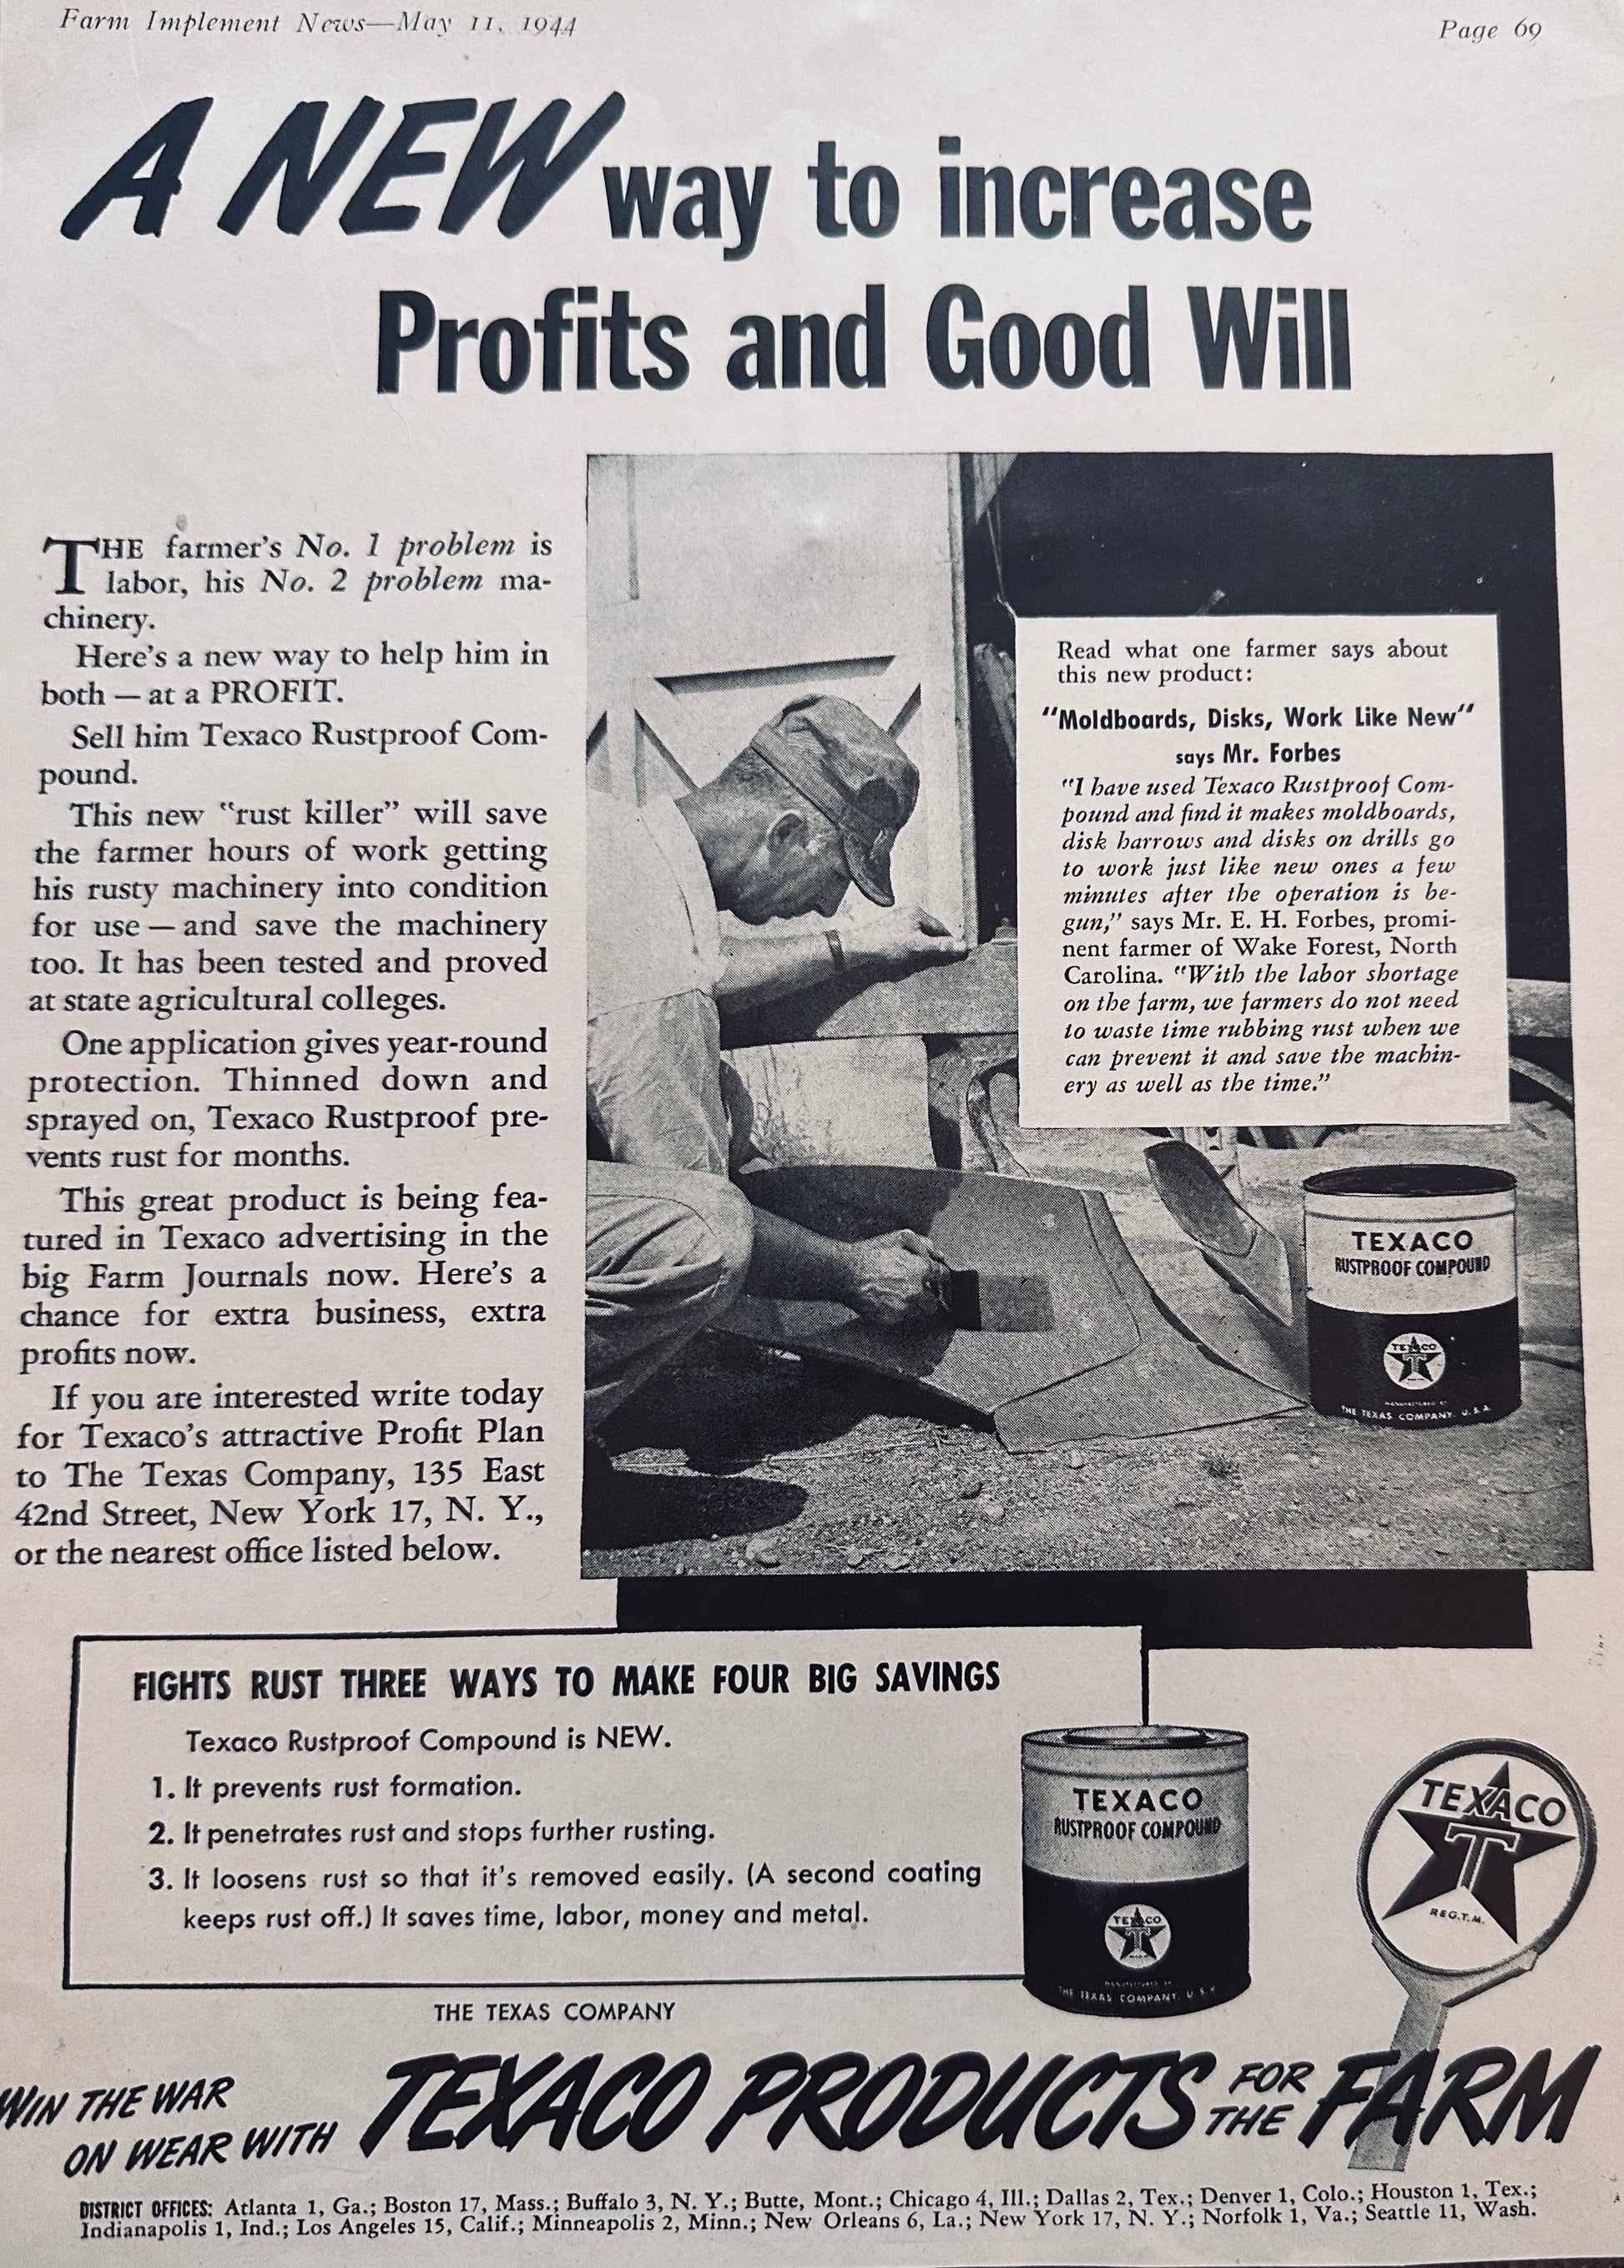 Farm Implement News—May 11, 1944
Page 69
A NEW way to increase
Profits and Good Will
THE farmer's No. 1 problem is
labor, his No. 2 problem ma-
chinery.
Here's a new way to help him in
both — at a PROFIT.
Sell him Texaco Rustproof Com-
pound.
This new "rust killer" will save
the farmer hours of work getting
his rusty machinery into condition
for use — and save the machinery
too. It has been tested and proved
at state agricultural colleges.
One application gives year-round
protection. Thinned down and
sprayed on, Texaco Rustproof pre-
vents rust for months.
This great product is being fea-
tured in Texaco advertising in the
big Farm Journals now. Here's a
chance for extra business, extra
profits now.
If you are interested write today
for Texaco's attractive Profit Plan
to The Texas Company, 135 East
42nd Street, New York 17, N. Y.,
or the nearest office listed below.
Read what one farmer says about
this new product:
"Moldboards, Disks, Work Like New"
says Mr. Forbes
"I have used Texaco Rustproof Com-
pound and find it makes moldboards,
disk harrows and disks on drills go
to work just like new ones a few
minutes after the operation is be-
gun," says Mr. E. H. Forbes, promi-
nent farmer of Wake Forest, North
Carolina. "With the labor shortage
on the farm, we farmers do not need
to waste time rubbing rust when we
can prevent it and save the machin-
ery as well as the time."
TEXACO
RUSTPROOF COMPOUND
TEXACO
T
MANUFACTURED BY
THE TEXAS COMPANY, U.S.A.
FIGHTS RUST THREE WAYS TO MAKE FOUR BIG SAVINGS
Texaco Rustproof Compound is NEW.
1. It prevents rust formation.
2. It penetrates rust and stops further rusting.
3. It loosens rust so that it's removed easily. (A second coating
keeps rust off.) It saves time, labor, money and metal.
TEXACO
RUSTPROOF COMPOUND
TEXACO
T
MANUFACTURED BY
THE TEXAS COMPANY, U.S.A.
TEXACO
T
REG.T.M.
THE TEXAS COMPANY
WIN THE WAR
ON WEAR WITH
TEXACO PRODUCTS FOR THE FARM
DISTRICT OFFICES: Atlanta 1, Ga.; Boston 17, Mass.; Buffalo 3, N. Y.; Butte, Mont.; Chicago 4, Ill.; Dallas 2, Tex.; Denver 1, Colo.; Houston 1, Tex.;
Indianapolis 1, Ind.; Los Angeles 15, Calif.; Minneapolis 2, Minn.; New Orleans 6, La.; New York 17, N. Y.; Norfolk 1, Va.; Seattle 11, Wash.